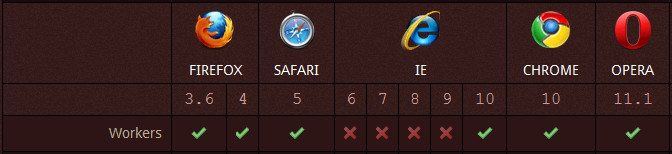 FIREFOX SAFARI IE CHROME OPERA
3.6 4 5 6 7 8 9 10 10 11.1
Workers